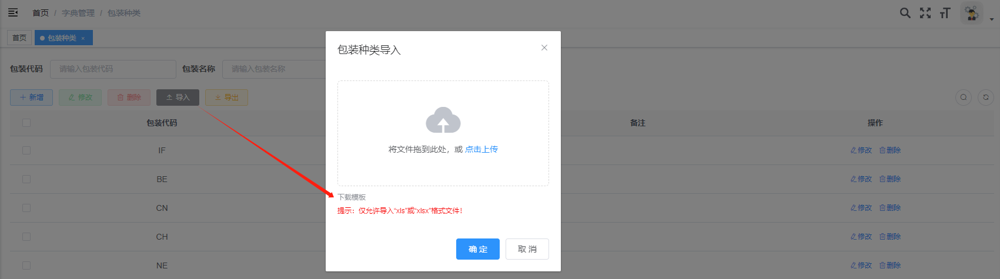 首页 / 字典管理 / 包装种类
首页 包装种类 ×
包装代码 请输入包装代码 包装名称 请输入包装名称
新增 修改 删除 导入 导出
包装代码 备注 操作
IF 修改 删除
BE 修改 删除
CN 修改 删除
CH 修改 删除
NE 修改 删除
包装种类导入
将文件拖到此处，或 点击上传
下载模板
提示：仅允许导入“xls”或“xlsx”格式文件！
确 定 取 消